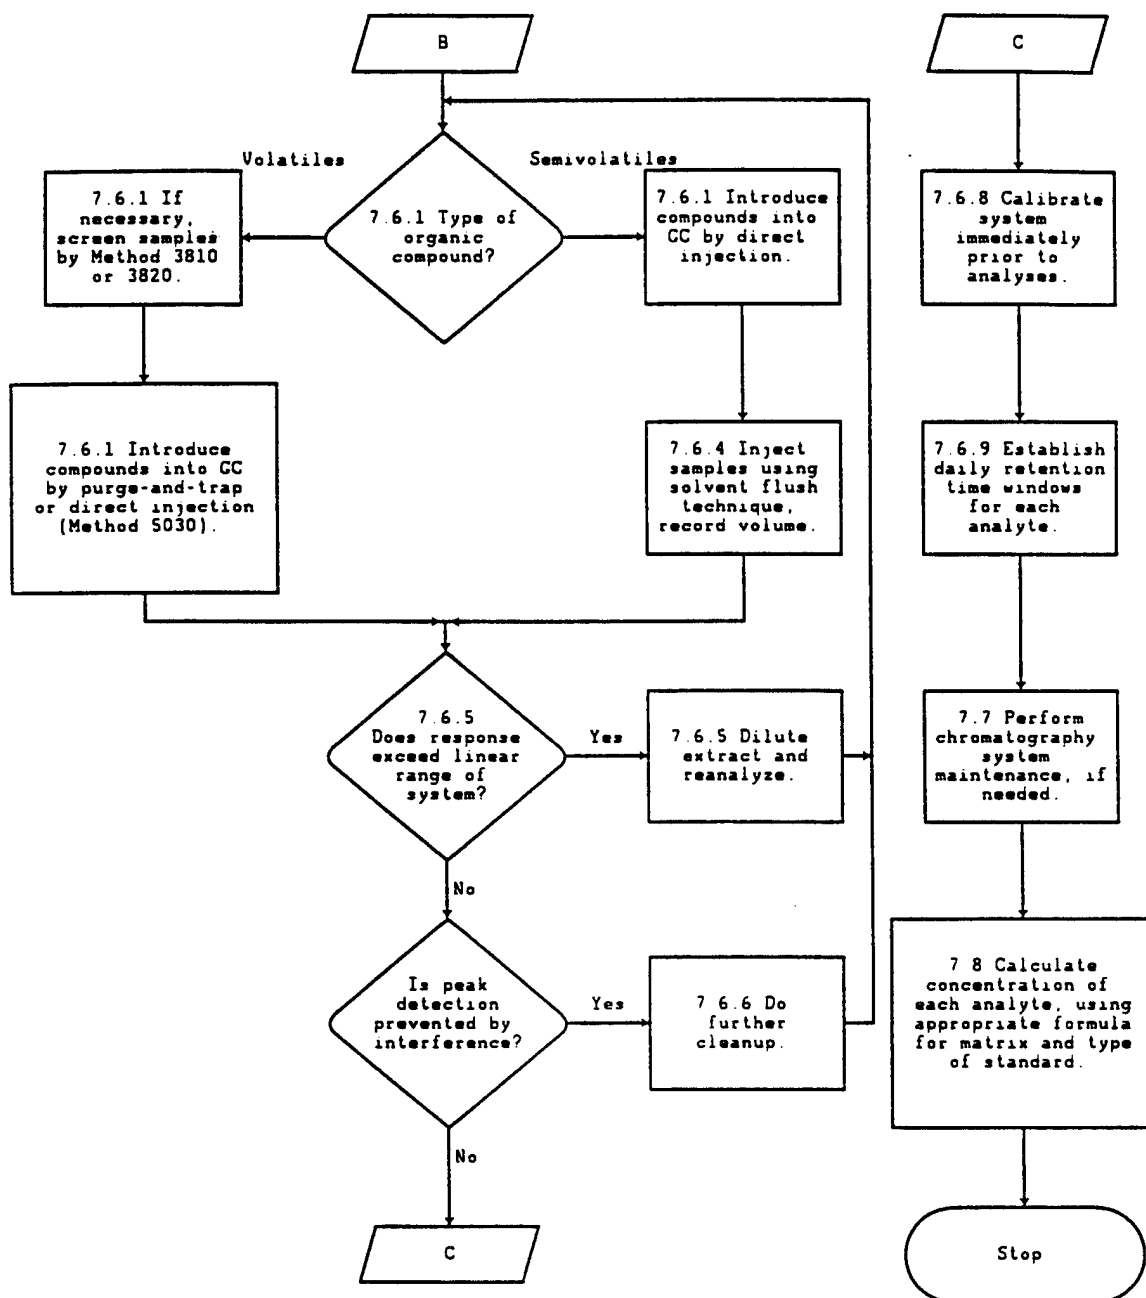 B
Volatiles
Semivolatiles
7.6.1 If
necessary,
screen samples
by Method 3810
or 3820.
7.6.1 Type of
organic
compound?
7.6.1 Introduce
compounds into
GC by direct
injection.
7.6.1 Introduce
compounds into GC
by purge-and-trap
or direct injection
(Method 5030).
7.6.4 Inject
samples using
solvent flush
technique,
record volume.
7.6.5
Does response
exceed linear
range of
system?
Yes
7.6.5 Dilute
extract and
reanalyze.
No
Is peak
detection
prevented by
interference?
Yes
7 6.6 Do
further
cleanup.
No
C
C
7.6.8 Calibrate
system
immediately
prior to
analyses.
7.6.9 Establish
daily retention
time windows
for each
analyte.
7.7 Perform
chromatography
system
maintenance, if
needed.
7 8 Calculate
concentration of
each analyte, using
appropriate formula
for matrix and type
of standard.
Stop